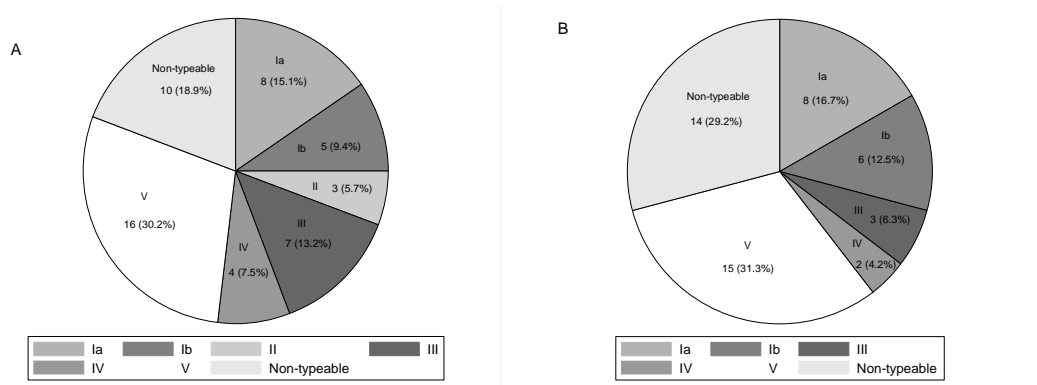 A
Non-typeable
10 (18.9%)
Ia
8 (15.1%)
Ib 5 (9.4%)
II 3 (5.7%)
III
7 (13.2%)
IV
4 (7.5%)
V
16 (30.2%)
Ia Ib II III
IV V Non-typeable
B
Non-typeable
14 (29.2%)
Ia
8 (16.7%)
Ib
6 (12.5%)
III 3 (6.3%)
IV
2 (4.2%)
V
15 (31.3%)
Ia Ib III
IV V Non-typeable